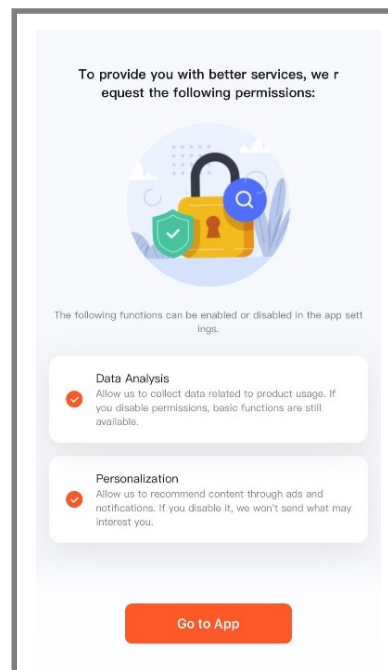 To provide you with better services, we r
equest the following permissions:
The following functions can be enabled or disabled in the app sett
ings.
Data Analysis
Allow us to collect data related to product usage. If
you disable permissions, basic functions are still
available.
Personalization
Allow us to recommend content through ads and
notifications. If you disable it, we won't send what may
interest you.
Go to App